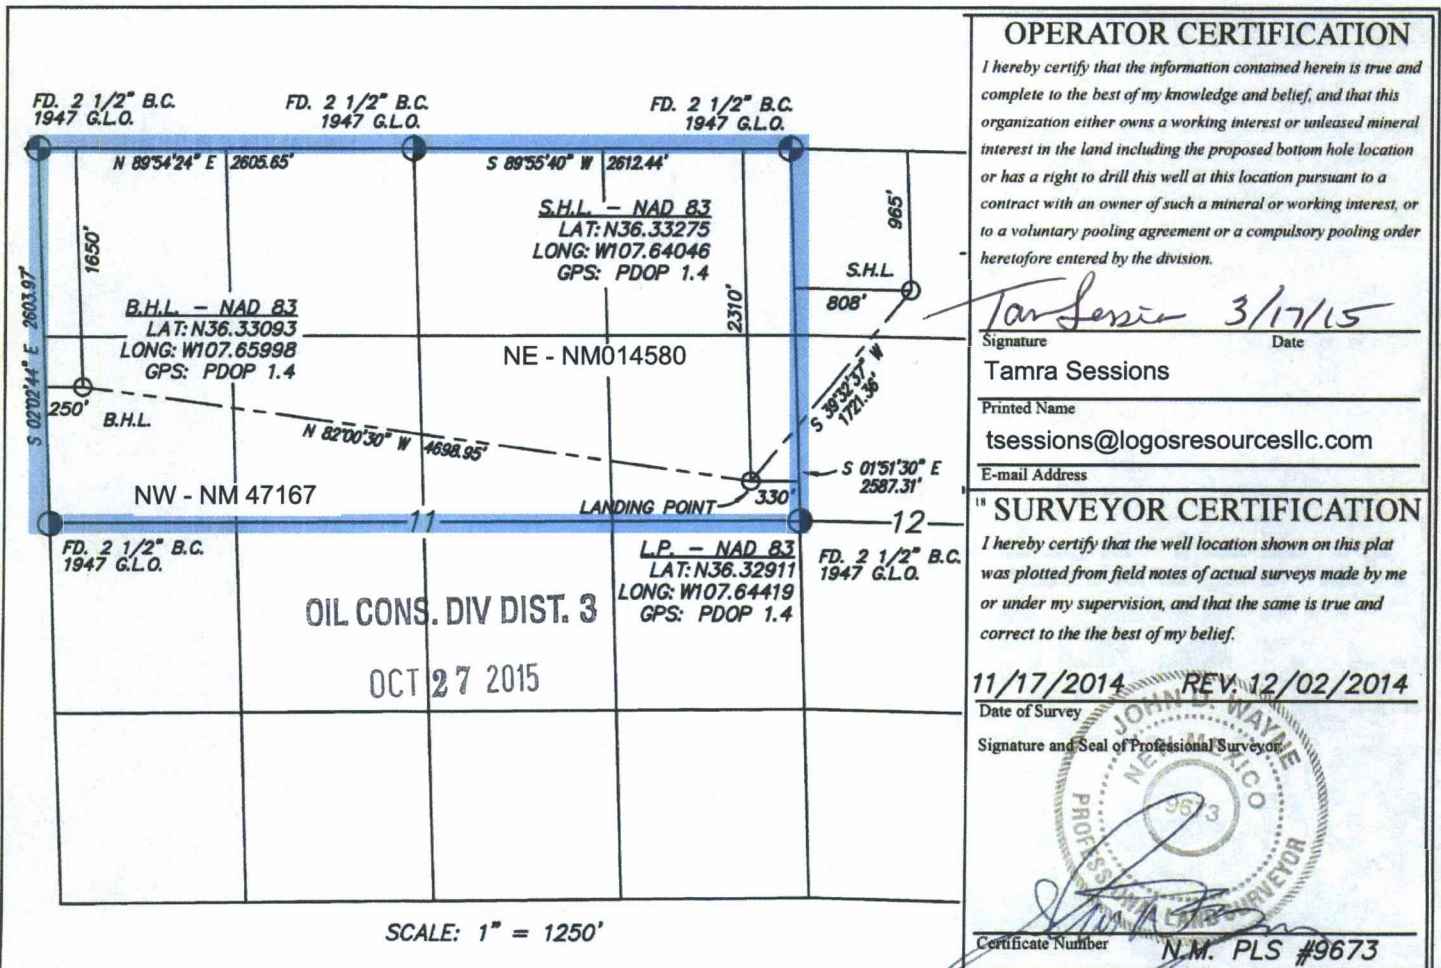 FD. 2 1/2" B.C.
1947 G.L.O.
FD. 2 1/2" B.C.
1947 G.L.O.
FD. 2 1/2" B.C.
1947 G.L.O.
N 89°54'24" E 2605.65'
S 89°55'40" W 2612.44'
1650'
S 02°02'44" E 2603.97'
S.H.L. - NAD 83
LAT: N36.33275
LONG: W107.64046
GPS: PDOP 1.4
965'
S.H.L.
808'
2310'
B.H.L. - NAD 83
LAT: N36.33093
LONG: W107.65998
GPS: PDOP 1.4
NE - NM014580
250'
B.H.L.
N 82°00'30" W 4698.95'
S 39°32'37" W
1721.36'
S 01°51'30" E
2587.31'
330'
LANDING POINT
NW - NM 47167
11
12
FD. 2 1/2" B.C.
1947 G.L.O.
L.P. - NAD 83
LAT: N36.32911
LONG: W107.64419
GPS: PDOP 1.4
FD. 2 1/2" B.C.
1947 G.L.O.
OIL CONS. DIV DIST. 3
OCT 27 2015
SCALE: 1" = 1250'
OPERATOR CERTIFICATION
I hereby certify that the information contained herein is true and
complete to the best of my knowledge and belief, and that this
organization either owns a working interest or unleased mineral
interest in the land including the proposed bottom hole location
or has a right to drill this well at this location pursuant to a
contract with an owner of such a mineral or working interest, or
to a voluntary pooling agreement or a compulsory pooling order
heretofore entered by the division.
3/17/15
Signature Date
Tamra Sessions
Printed Name
tsessions@logosresourcesllc.com
E-mail Address
18 SURVEYOR CERTIFICATION
I hereby certify that the well location shown on this plat
was plotted from field notes of actual surveys made by me
or under my supervision, and that the same is true and
correct to the the best of my belief.
11/17/2014 REV. 12/02/2014
Date of Survey
Signature and Seal of Professional Surveyor:
JOHN D. WAYNE
NEW MEXICO
9673
PROFESSIONAL LAND SURVEYOR
Certificate Number N.M. PLS #9673